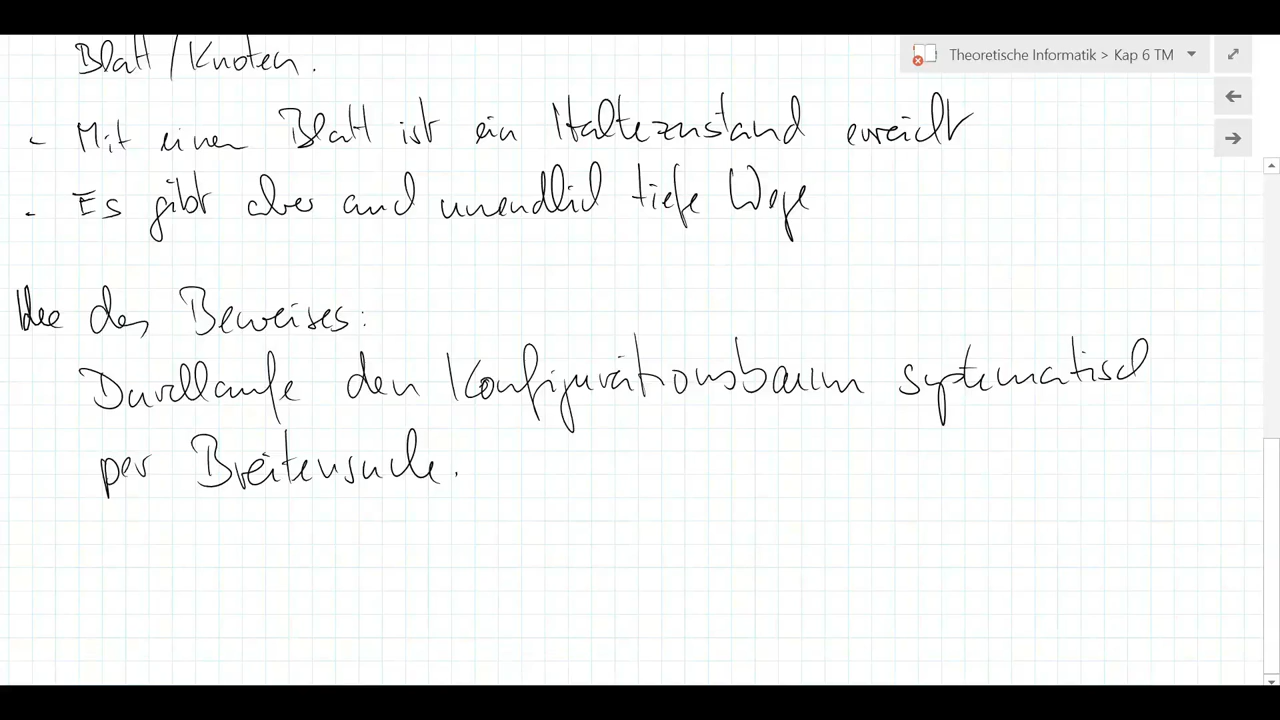 Blatt/Knoten.
Theoretische Informatik > Kap 6 TM
- Mit einem Blatt ist ein Haltezustand erreicht
- Es gibt aber auch unendlich tiefe Wege
Idee des Beweises:
Durchlaufe den Konfigurationsbaum systematisch
per Breitensuche.